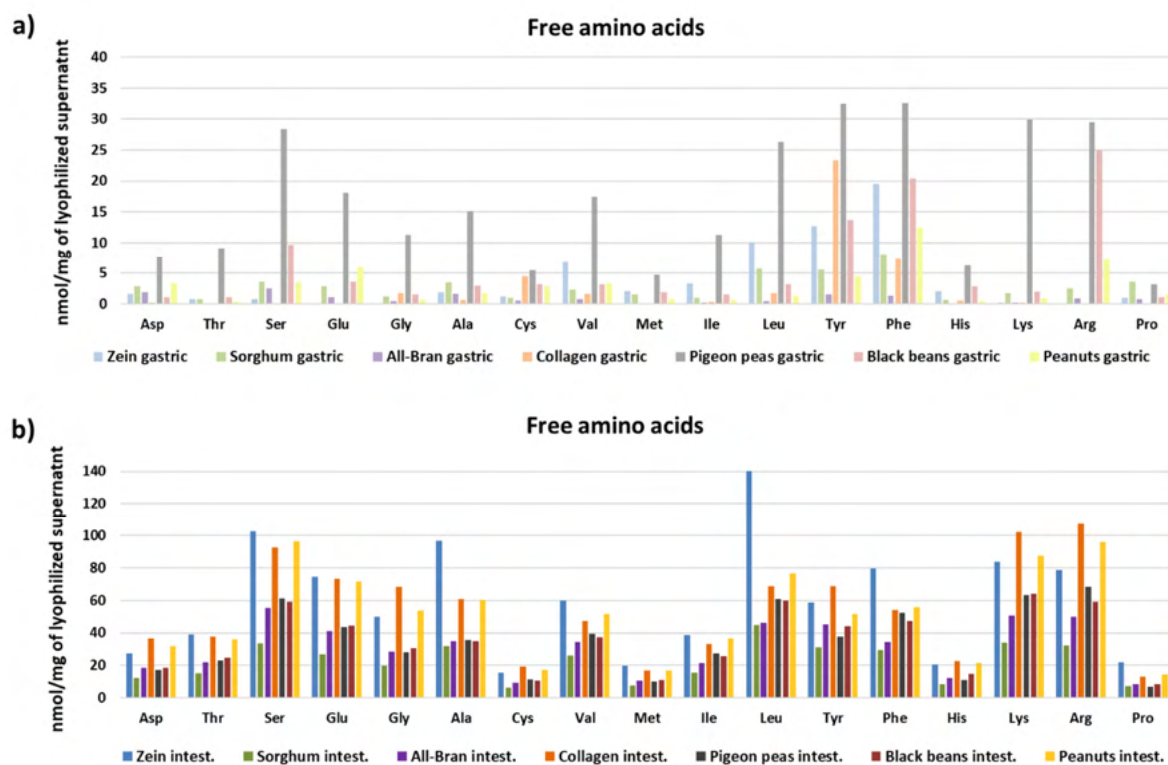 a)
Free amino acids
nmol/mg of lyophilized supernatnt
40
35
30
25
20
15
10
5
0
Asp Thr Ser Glu Gly Ala Cys Val Met Ile Leu Tyr Phe His Lys Arg Pro
Zein gastric Sorghum gastric All-Bran gastric Collagen gastric Pigeon peas gastric Black beans gastric Peanuts gastric
b)
Free amino acids
nmol/mg of lyophilized supernatnt
140
120
100
80
60
40
20
0
Asp Thr Ser Glu Gly Ala Cys Val Met Ile Leu Tyr Phe His Lys Arg Pro
Zein intest. Sorghum intest. All-Bran intest. Collagen intest. Pigeon peas intest. Black beans intest. Peanuts intest.